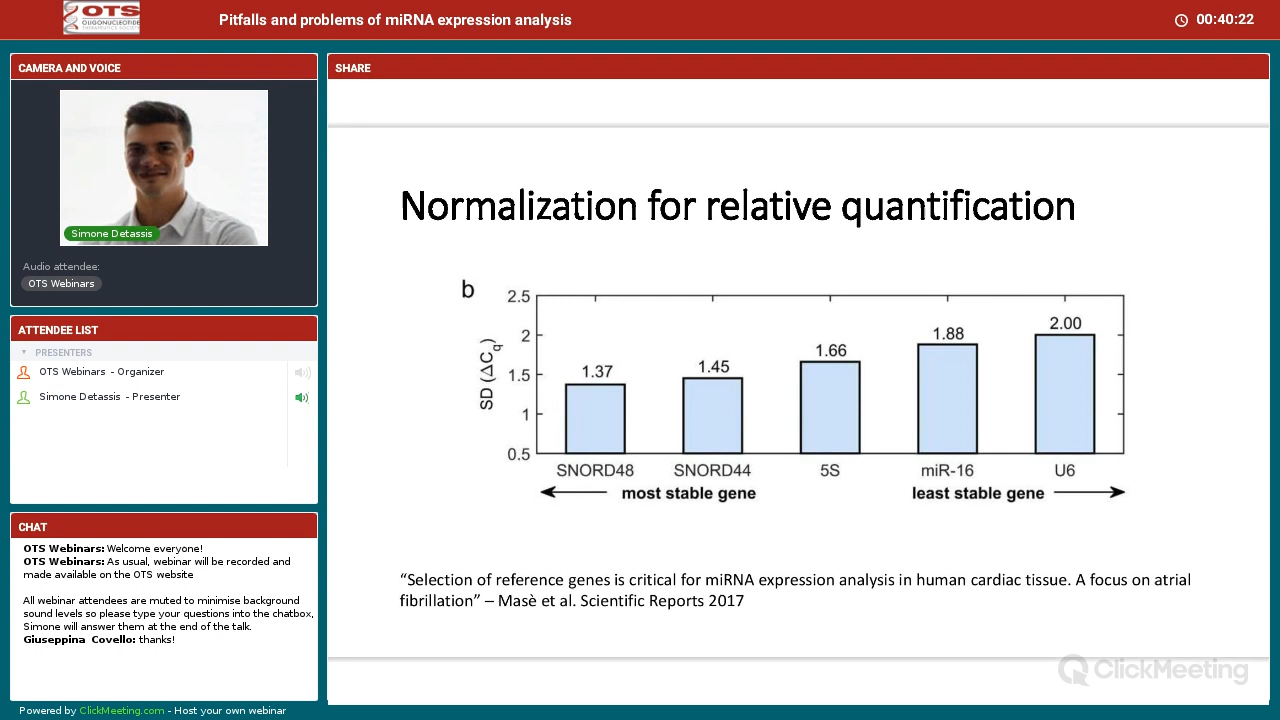 OTS
OLIGONUCLEOTIDE
THERAPEUTICS SOCIETY
Pitfalls and problems of miRNA expression analysis
00:40:22
CAMERA AND VOICE
Simone Detassis
Audio attendee:
OTS Webinars
ATTENDEE LIST
PRESENTERS
OTS Webinars - Organizer
Simone Detassis - Presenter
CHAT
OTS Webinars: Welcome everyone!
OTS Webinars: As usual, webinar will be recorded and
made available on the OTS website
All webinar attendees are muted to minimise background
sound levels so please type your questions into the chatbox,
Simone will answer them at the end of the talk.
Giuseppina Covello: thanks!
Powered by ClickMeeting.com - Host your own webinar
SHARE
Normalization for relative quantification
b
SD (ΔCq)
2.5
2
1.5
1
0.5
1.37
1.45
1.66
1.88
2.00
SNORD48 SNORD44 5S miR-16 U6
most stable gene least stable gene
“Selection of reference genes is critical for miRNA expression analysis in human cardiac tissue. A focus on atrial
fibrillation” – Masè et al. Scientific Reports 2017
ClickMeeting